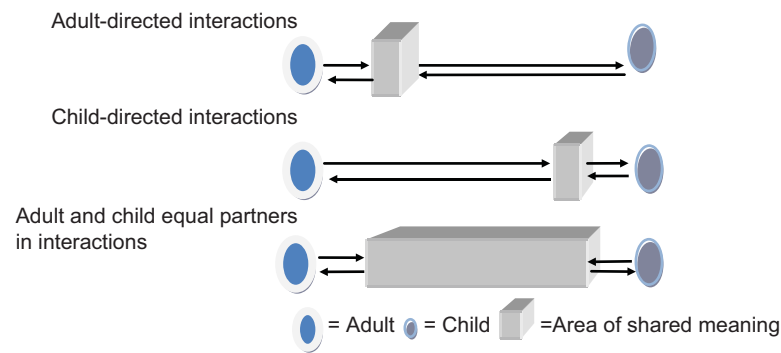 Adult-directed interactions
Child-directed interactions
Adult and child equal partners
in interactions
= Adult = Child =Area of shared meaning